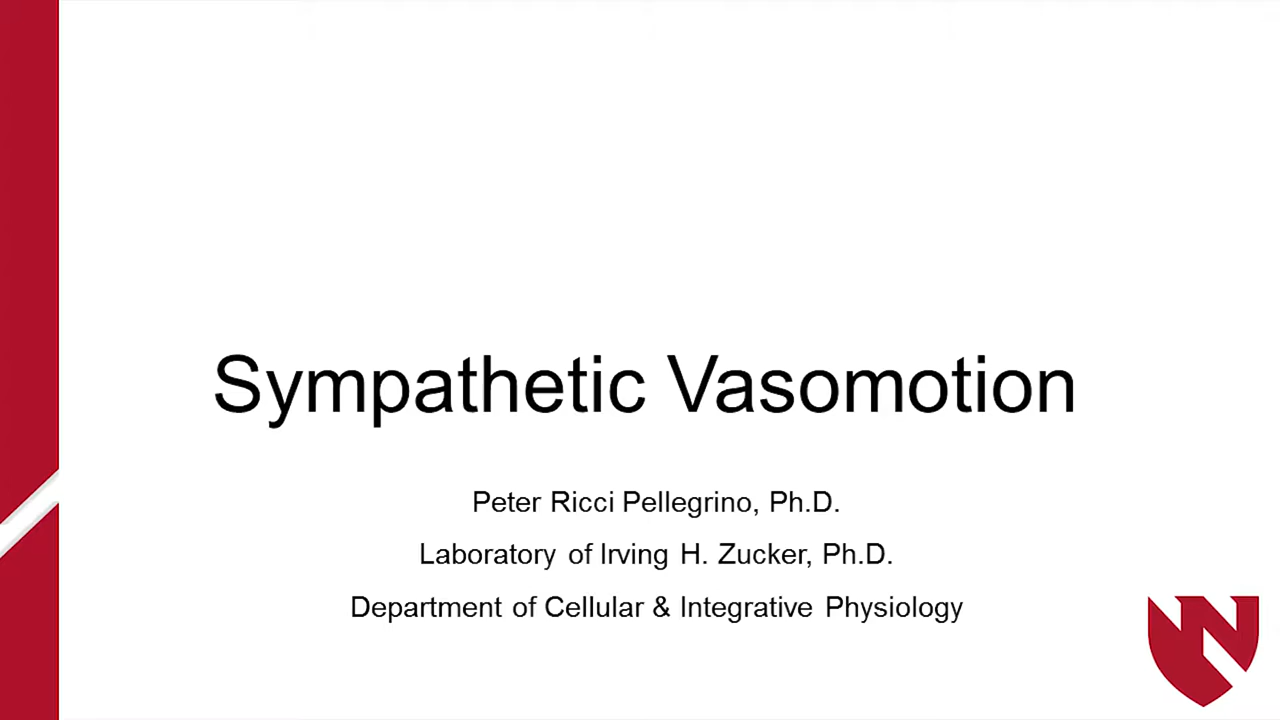 Sympathetic Vasomotion
Peter Ricci Pellegrino, Ph.D.
Laboratory of Irving H. Zucker, Ph.D.
Department of Cellular & Integrative Physiology